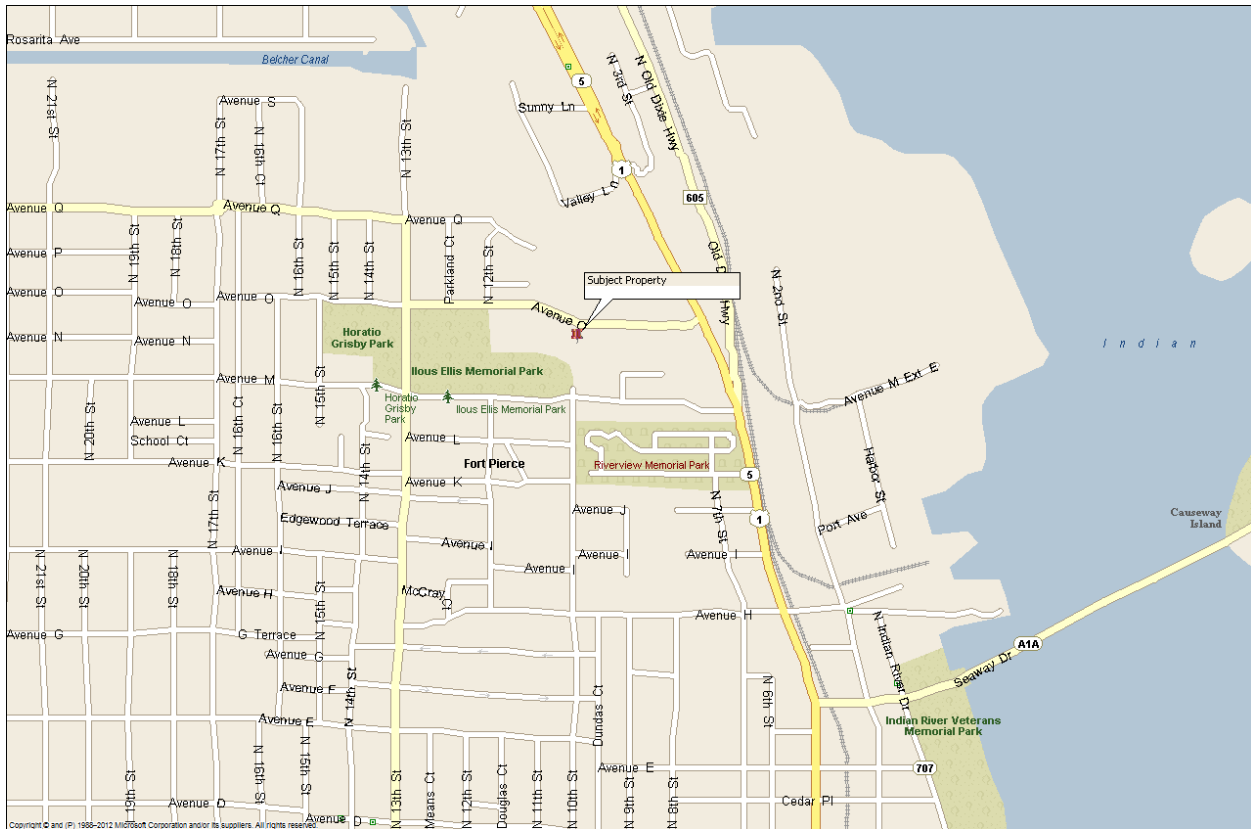 Rosarita Ave
Belcher Canal
5
N 3rd St
N Old Dixie Hwy
N 21st St
Avenue S
N 17th St
N 16th Ct
N 13th St
Sunny Ln
1
Valley Ln
605
Avenue Q
Avenue Q
Avenue Q
Avenue P
N 19th St
N 18th St
N 16th St
N 15th St
N 14th St
Parkland Ct
N 12th St
Subject Property
N 2nd St
Avenue O
Avenue O
Avenue O
Avenue O
Horatio
Grisby Park
Avenue N
Avenue N
Indian
Ilous Ellis Memorial Park
Avenue M
Avenue M Ext E
Horatio
Grisby
Park
Ilous Ellis Memorial Park
N 20th St
Avenue L
School Ct
N 16th Ct
N 16th St
N 15th St
Avenue L
Avenue K
Fort Pierce
Riverview Memorial Park
5
Harbor St
N 14th St
Avenue J
Avenue K
N 17th St
Edgewood Terrace
Avenue J
N 7th St
1
Port Ave
Causeway
Island
Avenue I
Avenue I
Avenue I
Avenue I
Avenue I
N 21st St
N 20th St
N 18th St
N 10th St
Avenue H
McCray Ct
N 15th St
Avenue H
Avenue G
G Terrace
Avenue G
N Indian River Dr
A1A
Seaway Dr
Avenue F
N 14th St
Dundas Ct
N 6th St
Avenue E
Indian River Veterans
Memorial Park
Avenue E
707
N 19th St
N 16th St
N 15th St
N 13th St
Means Ct
N 12th St
Douglas Ct
N 11th St
N 10th St
N 9th St
N 8th St
Avenue D
Avenue D
Cedar Pl
Copyright © and (P) 1988–2012 Microsoft Corporation and/or its suppliers. All rights reserved.